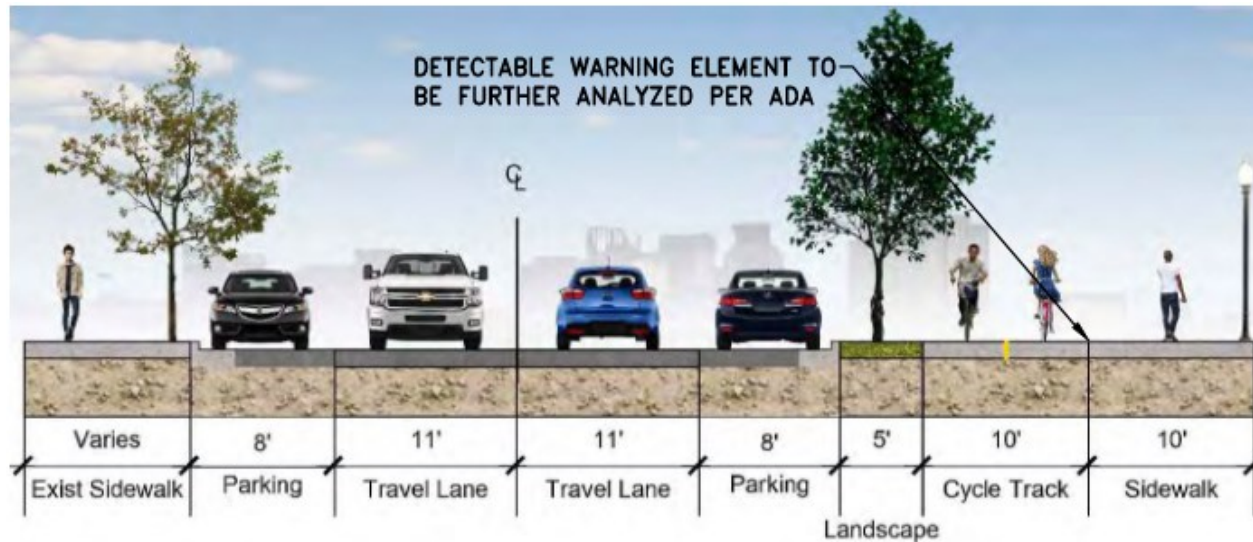 DETECTABLE WARNING ELEMENT TO
BE FURTHER ANALYZED PER ADA
℄
Varies 8' 11' 11' 8' 5' 10' 10'
Exist Sidewalk Parking Travel Lane Travel Lane Parking Cycle Track Sidewalk
Landscape